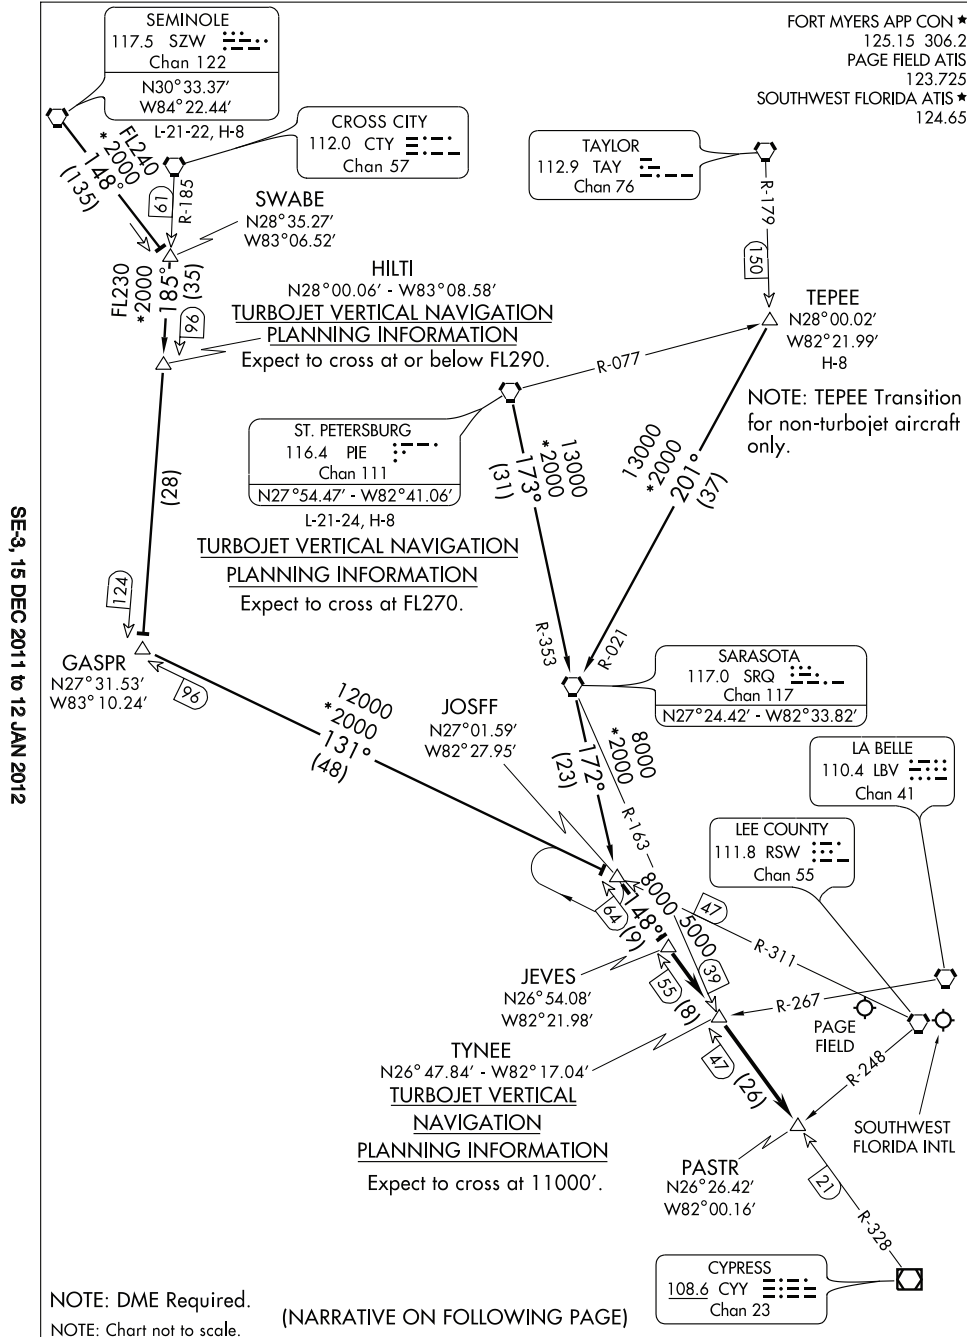 SEMINOLE
117.5 SZW
Chan 122
N30°33.37'
W84°22.44'
L-21-22, H-8
FORT MYERS APP CON ★
125.15 306.2
PAGE FIELD ATIS
123.725
SOUTHWEST FLORIDA ATIS ★
124.65
CROSS CITY
112.0 CTY
Chan 57
TAYLOR
112.9 TAY
Chan 76
FL240
*2000
148°
(135)
61
R-185
R-179
150
SWABE
N28°35.27'
W83°06.52'
FL230
*2000
185°
(35)
96
HILTI
N28°00.06' - W83°08.58'
TURBOJET VERTICAL NAVIGATION
PLANNING INFORMATION
Expect to cross at or below FL290.
TEPEE
N28°00.02'
W82°21.99'
H-8
R-077
NOTE: TEPEE Transition
for non-turbojet aircraft
only.
ST. PETERSBURG
116.4 PIE
Chan 111
N27°54.47' - W82°41.06'
L-21-24, H-8
TURBOJET VERTICAL NAVIGATION
PLANNING INFORMATION
Expect to cross at FL270.
13000
*2000
173°
(31)
13000
*2000
201°
(37)
(28)
124
R-353
R-021
GASPR
N27°31.53'
W83°10.24'
96
SARASOTA
117.0 SRQ
Chan 117
N27°24.42' - W82°33.82'
12000
*2000
131°
(48)
JOSFF
N27°01.59'
W82°27.95'
8000
*2000
172°
(23)
R-163
LA BELLE
110.4 LBV
Chan 41
LEE COUNTY
111.8 RSW
Chan 55
64
148°
(9)
8000
5000
47
R-311
39
JEVES
N26°54.08'
W82°21.98'
55
(8)
R-267
PAGE
FIELD
TYNEE
N26°47.84' - W82°17.04'
TURBOJET VERTICAL
NAVIGATION
PLANNING INFORMATION
Expect to cross at 11000'.
47
(26)
R-248
SOUTHWEST
FLORIDA INTL
PASTR
N26°26.42'
W82°00.16'
21
R-328
CYPRESS
108.6 CYY
Chan 23
NOTE: DME Required.
NOTE: Chart not to scale.
(NARRATIVE ON FOLLOWING PAGE)
SE-3, 15 DEC 2011 to 12 JAN 2012